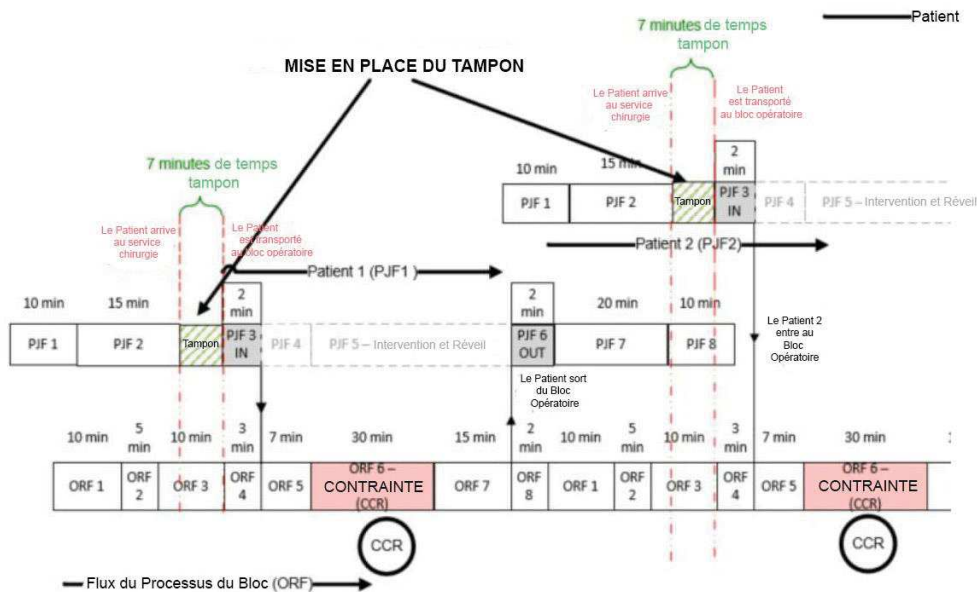 7 minutes de temps
tampon
Patient
MISE EN PLACE DU TAMPON
Le Patient arrive
au service
chirurgie
Le Patient
est transporté
au bloc opératoire
10 min
15 min
2
min
PJF 1
PJF 2
Tampon
PJF 3
IN
PJF 4
PJF 5 – Intervention et Réveil
Patient 2 (PJF2)
7 minutes de temps
tampon
Le Patient arrive
au service
chirurgie
Le Patient
est transporté
au bloc opératoire
Patient 1 (PJF1 )
10 min
15 min
2
min
2
min
20 min
10 min
PJF 1
PJF 2
Tampon
PJF 3
IN
PJF 4
PJF 5 – Intervention et Réveil
PJF 6
OUT
PJF 7
PJF 8
Le Patient 2
entre au
Bloc
Opératoire
Le Patient sort
du Bloc
Opératoire
10 min
5
min
10 min
3
min
7 min
30 min
15 min
2
min
10 min
5
min
10 min
3
min
7 min
30 min
1
ORF 1
ORF
2
ORF 3
ORF
4
ORF 5
ORF 6 –
CONTRAINTE
(CCR)
ORF 7
ORF
8
ORF 1
ORF
2
ORF 3
ORF
4
ORF 5
ORF 6 –
CONTRAINTE
(CCR)
CCR
CCR
Flux du Processus du Bloc (ORF)